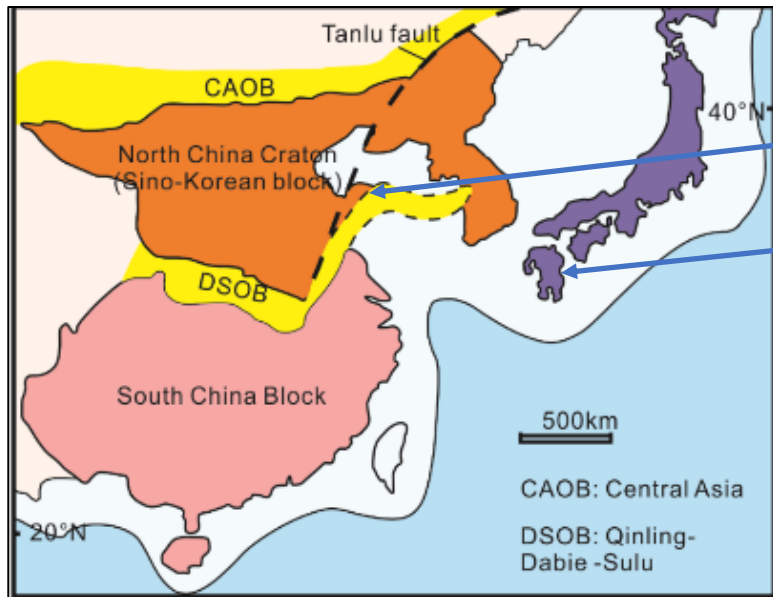 Tanlu fault
CAOB
40°N
North China Craton
(Sino-Korean block)
DSOB
South China Block
500km
CAOB: Central Asia
20°N
DSOB: Qinling-
Dabie -Sulu